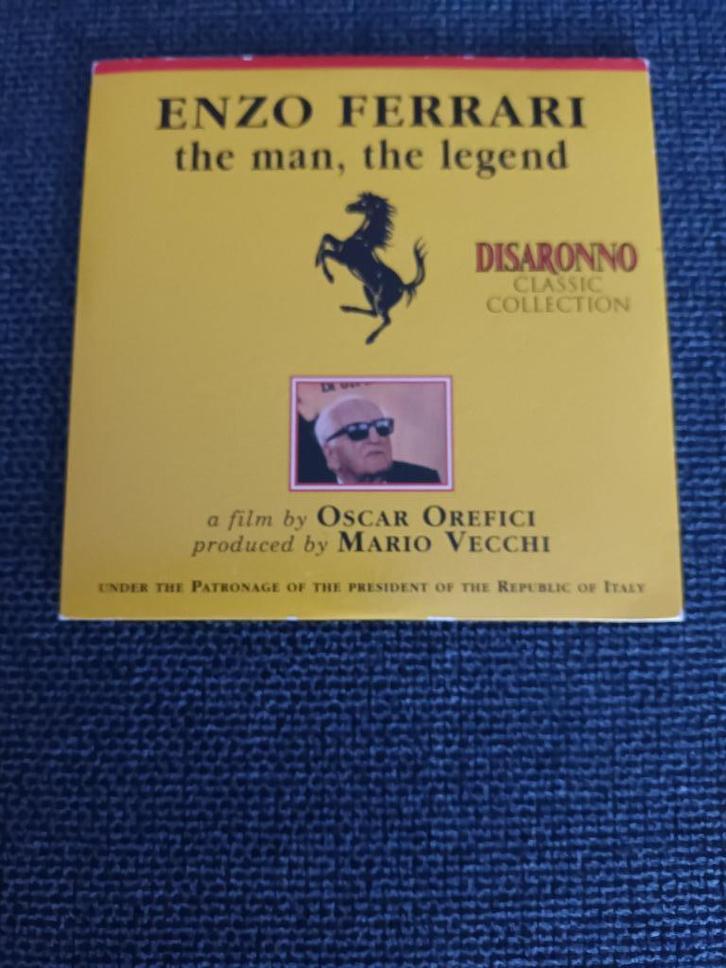 ENZO FERRARI
the man, the legend
DISARONNO
CLASSIC
COLLECTION
a film by OSCAR OREFICI
produced by MARIO VECCHI
UNDER THE PATRONAGE OF THE PRESIDENT OF THE REPUBLIC OF ITALY